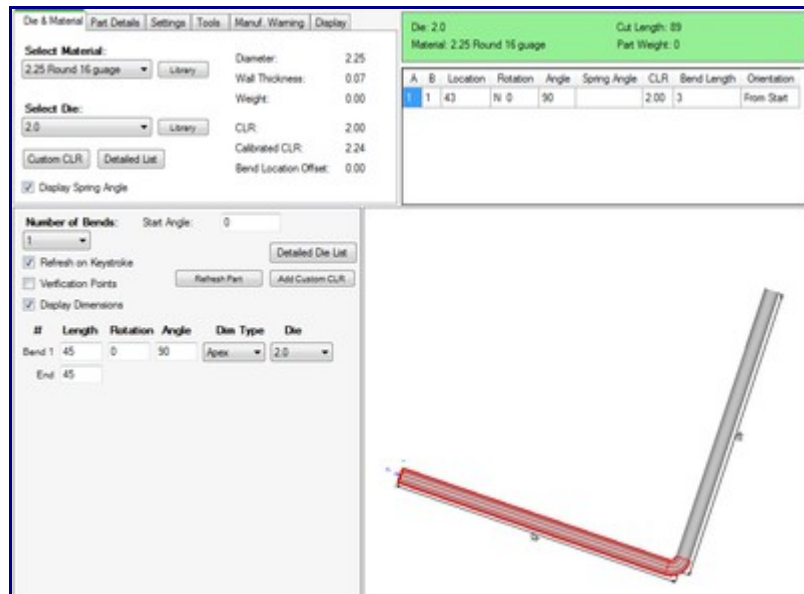 Die & Material Part Details Settings Tools Manuf. Warning Display
Select Material:
2.25 Round 16 guage Library
Select Die:
2.0 Library
Custom CLR Detailed List
Display Spring Angle
Diameter: 2.25
Wall Thickness: 0.07
Weight: 0.00
CLR: 2.00
Calibrated CLR: 2.24
Bend Location Offset: 0.00
Die: 2.0 Cut Length: 89
Material: 2.25 Round 16 guage Part Weight: 0
A B Location Rotation Angle Spring Angle CLR Bend Length Orientation
1 1 43 N 0 90 2.00 3 From Start
Number of Bends: Start Angle: 0
1
Detailed Die List
Refresh on Keystroke
Verification Points Refresh Part Add Custom CLR
Display Dimensions
# Length Rotation Angle Dim Type Die
Bend 1 45 0 90 Apex 2.0
End 45